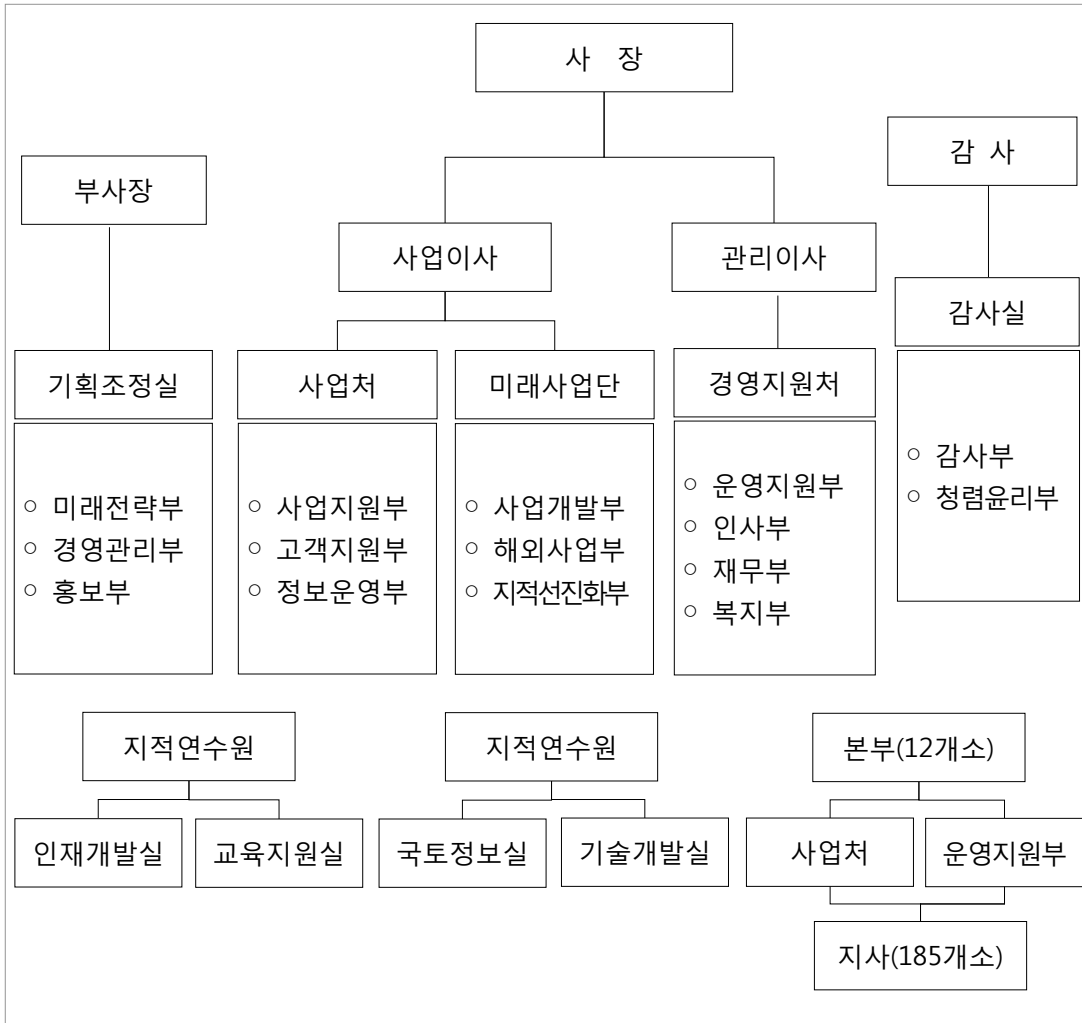 사 장
감 사
부사장
사업이사
관리이사
감사실
기획조정실
사업처
미래사업단
경영지원처
○ 미래전략부
○ 경영관리부
○ 홍보부
○ 사업지원부
○ 고객지원부
○ 정보운영부
○ 사업개발부
○ 해외사업부
○ 지적선진화부
○ 운영지원부
○ 인사부
○ 재무부
○ 복지부
○ 감사부
○ 청렴윤리부
지적연수원
지적연수원
본부(12개소)
인재개발실
교육지원실
국토정보실
기술개발실
사업처
운영지원부
지사(185개소)